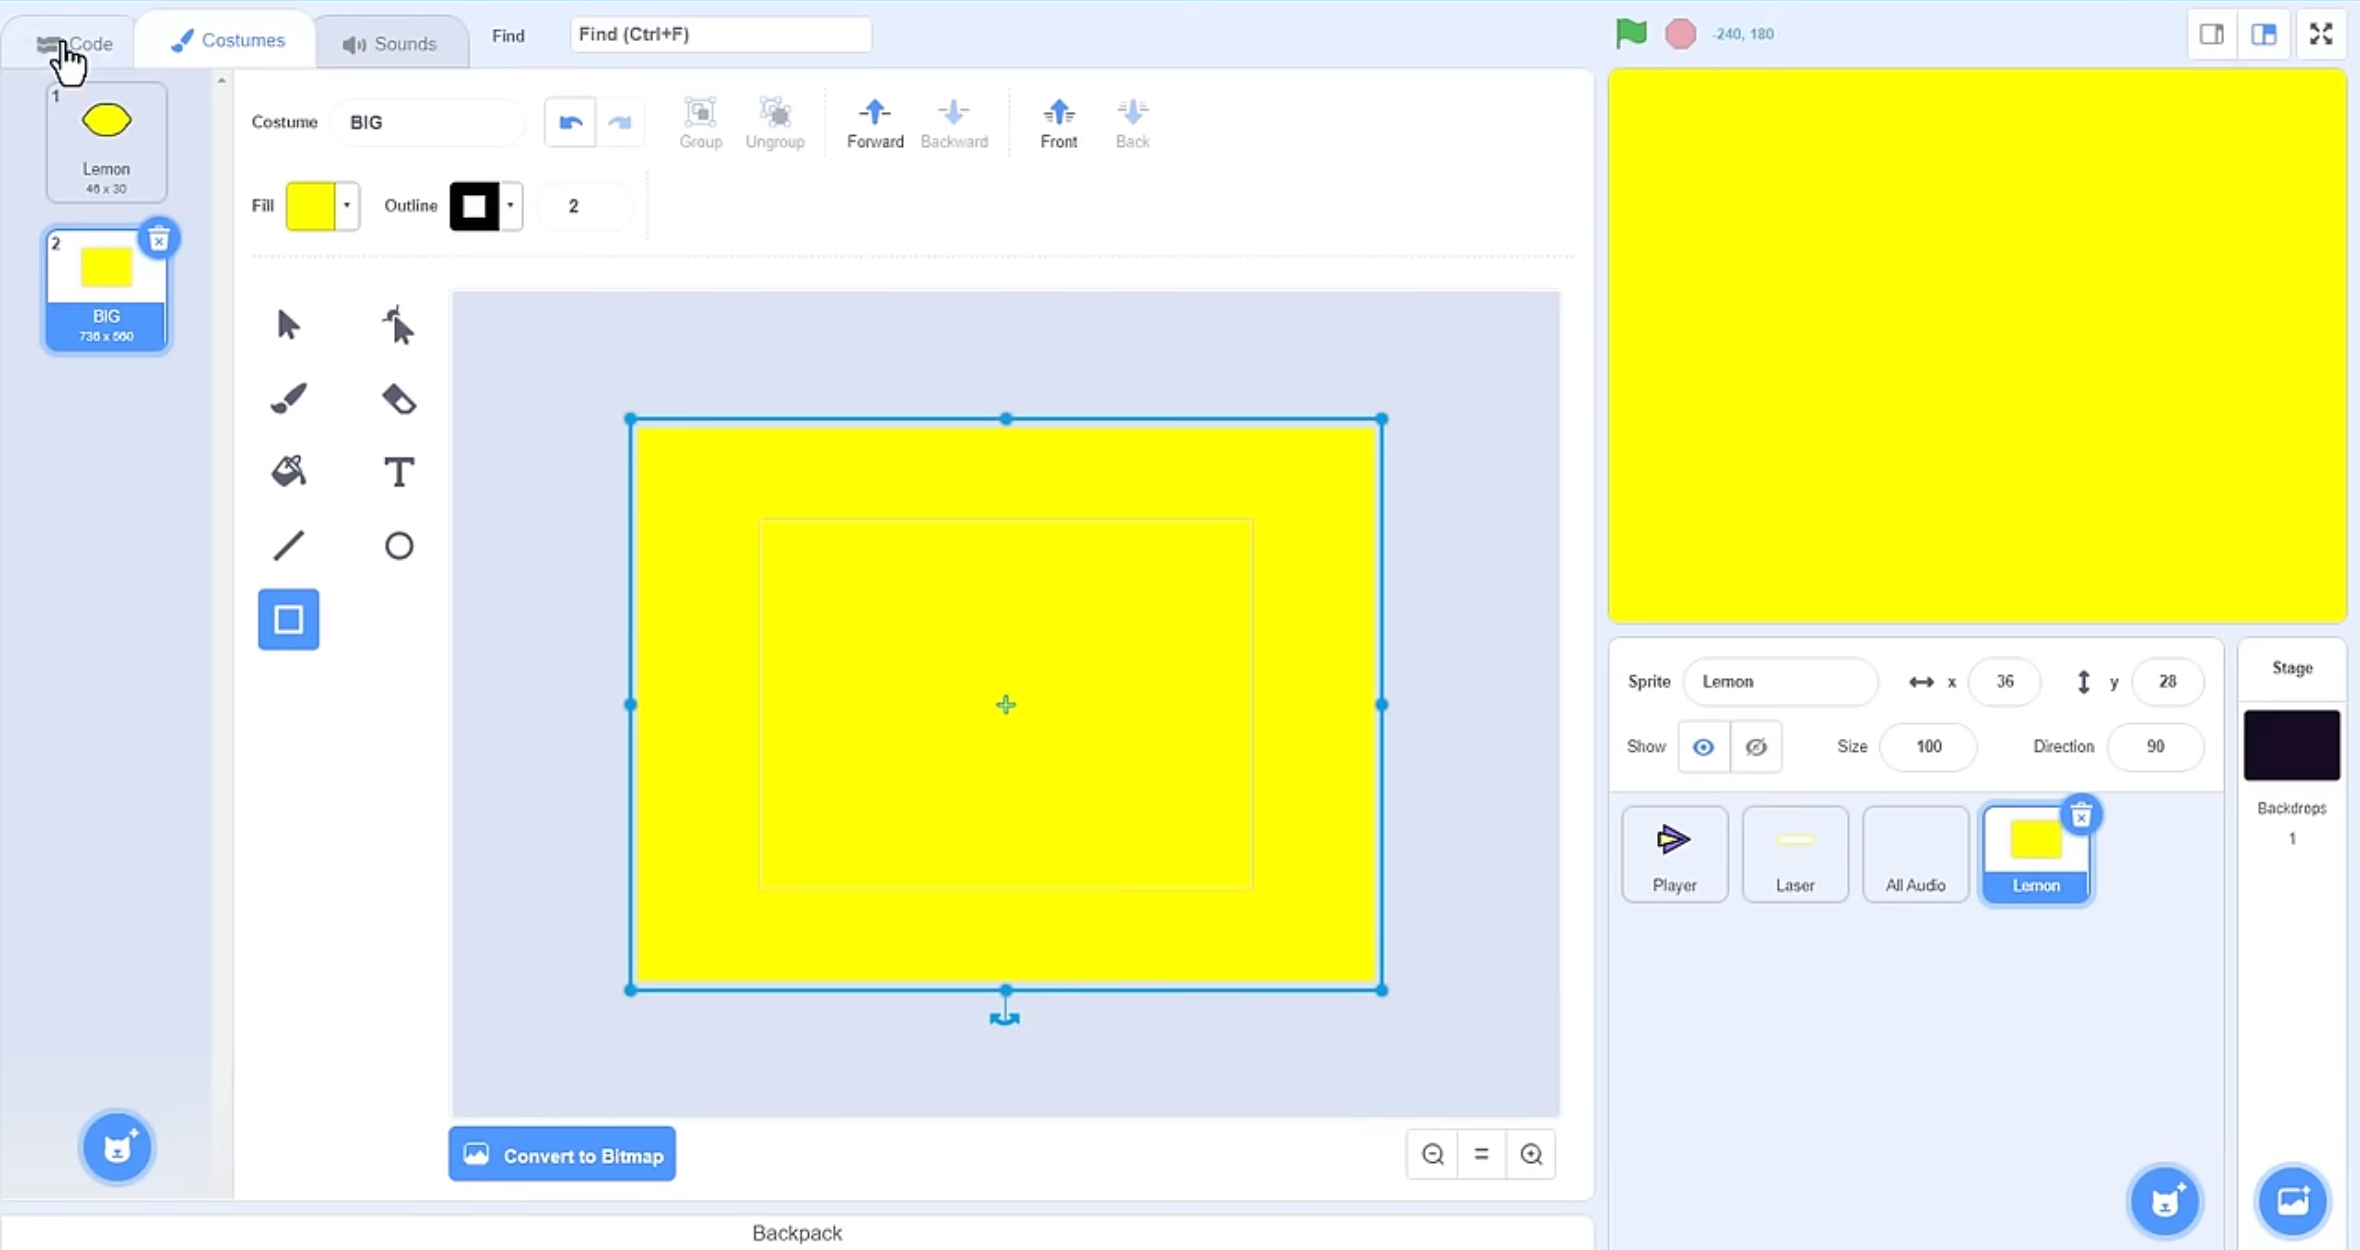 Code
Costumes
Sounds
Find
Find (Ctrl+F)
-240, 180
1
Lemon
46 x 30
2
BIG
736 x 560
Costume
BIG
Group
Ungroup
Forward
Backward
Front
Back
Fill
Outline
2
T
Convert to Bitmap
=
Backpack
Sprite
Lemon
x
36
y
28
Show
Size
100
Direction
90
Player
Laser
All Audio
Lemon
Stage
Backdrops
1